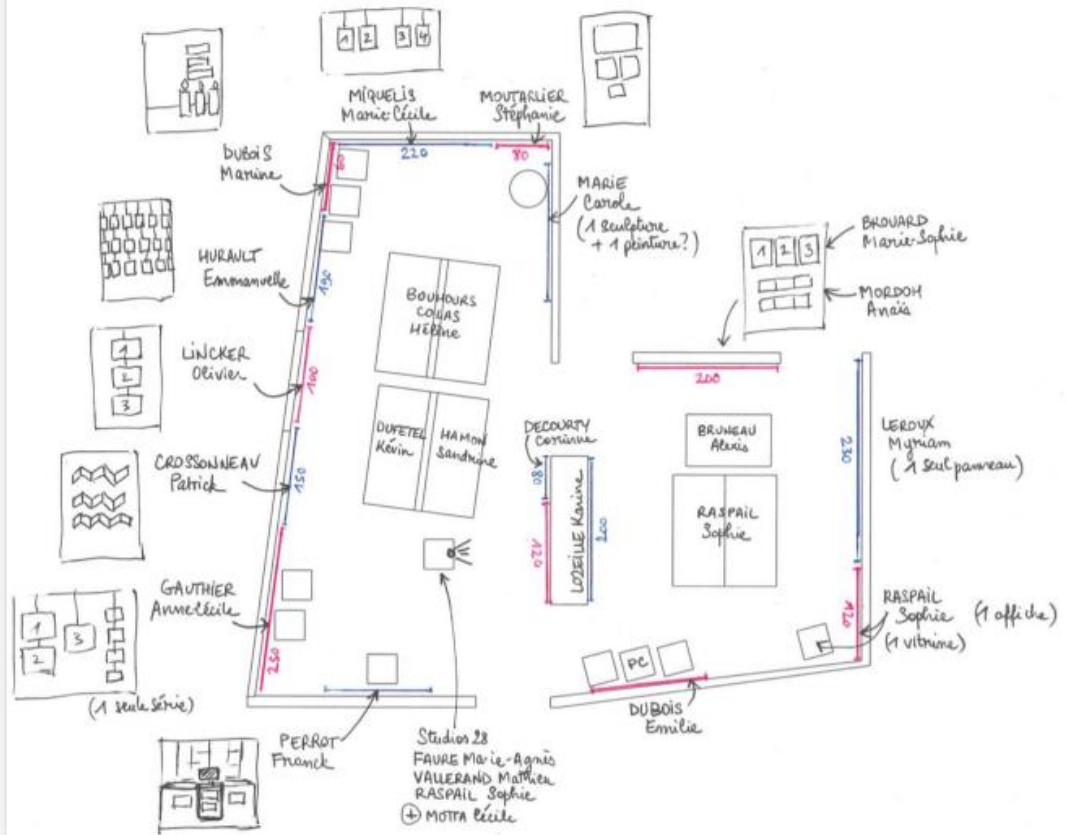 1 2 3 4
MIQUELIS
Marie-Cécile
MOUTARLIER
Stéphanie
DUBOIS
Marine
220
80
MARIE
Carole
(1 sculpture
+ 1 peinture?)
1 2 3
BROUARD
Marie-Sophie
MORDOH
Anaïs
HURAULT
Emmanuelle
BOUHOURS
COLAS
Hélène
1
2
3
LINCKER
Olivier
100
200
DUFETEL
Kévin
HAMON
Sandrine
DECOURTY
Corinne
BRUNEAU
Alexis
230
LEROUX
Myriam
(1 seul panneau)
CROSSONNEAU
Patrick
150
80
120
LOZEILLE Karine
200
RASPAIL
Sophie
GAUTHIER
Anne-Cécile
1
2
3
(1 seule série)
250
120
RASPAIL
Sophie (1 affiche)
(1 vitrine)
PC
DUBOIS
Emilie
PERROT
Franck
Studios 28
FAURE Marie-Agnès
VALLERAND Matthieu
RASPAIL Sophie
+ MOTTA Cécile